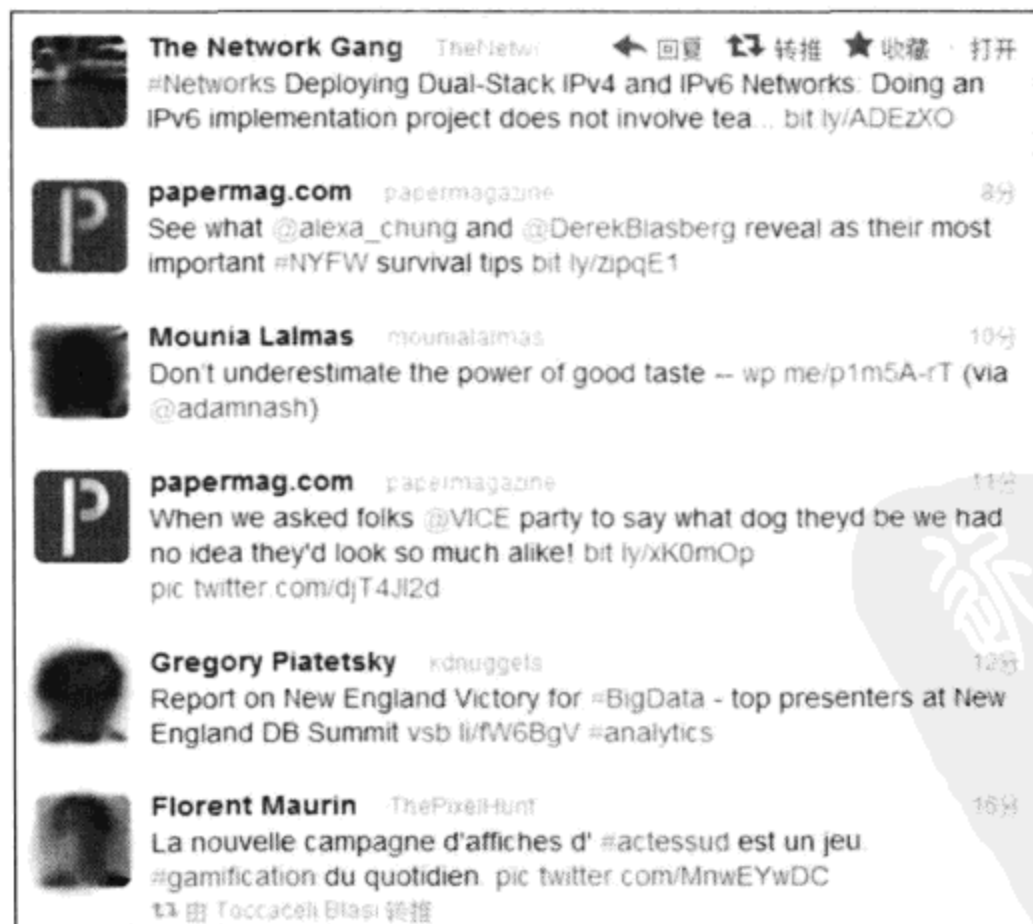 The Network Gang TheNetw 回复 转推 收藏 · 打开
#Networks Deploying Dual-Stack IPv4 and IPv6 Networks: Doing an
IPv6 implementation project does not involve tea... bit.ly/ADEzXO
papermag.com papermagazine 8分
See what @alexa_chung and @DerekBlasberg reveal as their most
important #NYFW survival tips bit.ly/zipqE1
Mounia Lalmas mounialalmas 10分
Don't underestimate the power of good taste -- wp.me/p1m5A-rT (via
@adamnash)
papermag.com papermagazine 11分
When we asked folks @VICE party to say what dog theyd be we had
no idea they'd look so much alike! bit.ly/xK0mOp
pic.twitter.com/djT4Jl2d
Gregory Piatetsky kdnuggets 12分
Report on New England Victory for #BigData - top presenters at New
England DB Summit vsb.li/fW6BgV #analytics
Florent Maurin ThePixelHunt 16分
La nouvelle campagne d'affiches d' #actessud est un jeu.
#gamification du quotidien. pic.twitter.com/MnwEYwDC
由 Toccaceli Blasi 转推